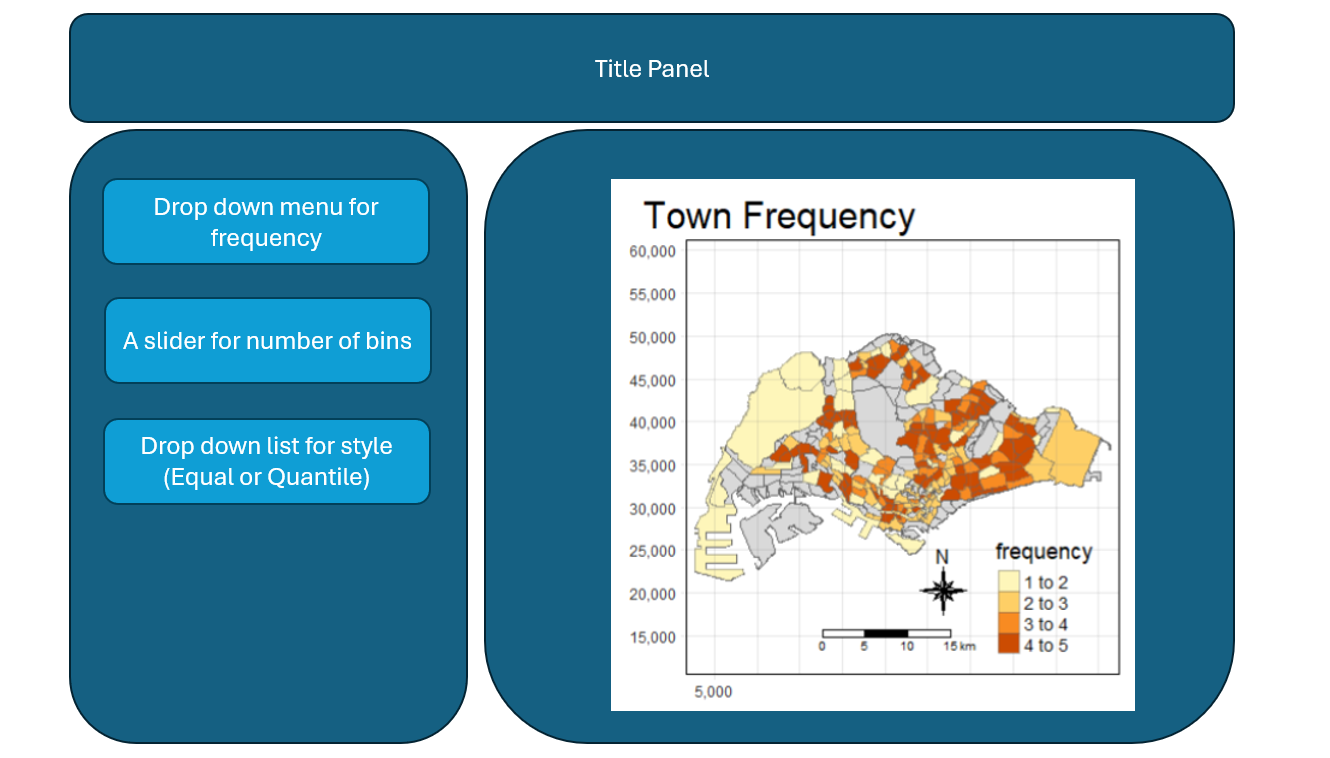 Title Panel
Drop down menu for
frequency
A slider for number of bins
Drop down list for style
(Equal or Quantile)
Town Frequency
60,000
55,000
50,000
45,000
40,000
35,000
30,000
25,000
20,000
15,000
5,000
N
0 5 10 15 km
frequency
1 to 2
2 to 3
3 to 4
4 to 5